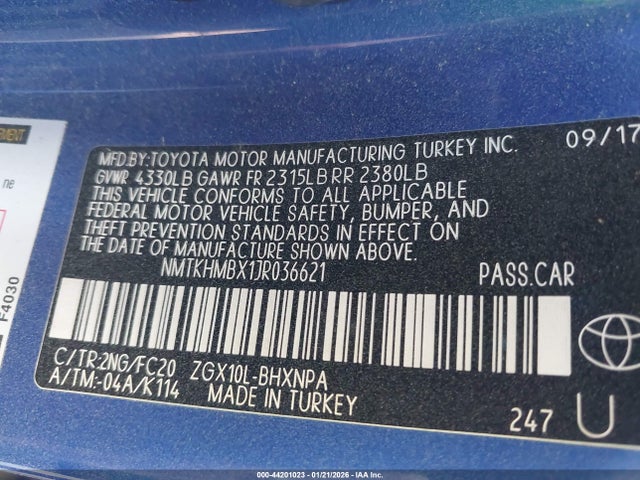 MFD.BY:TOYOTA MOTOR MANUFACTURING TURKEY INC. 09/17
GVWR 4330LB GAWR FR 2315LB RR 2380LB
THIS VEHICLE CONFORMS TO ALL APPLICABLE
FEDERAL MOTOR VEHICLE SAFETY, BUMPER, AND
THEFT PREVENTION STANDARDS IN EFFECT ON
THE DATE OF MANUFACTURE SHOWN ABOVE.
NMTKHMBX1JR036621 PASS.CAR
C/TR:2NG/FC20 ZGX10L-BHXNPA
A/TM:-04A/K114 MADE IN TURKEY
247 U
ne
F4030
000-44201023 | 01/21/2026 | IAA Inc.